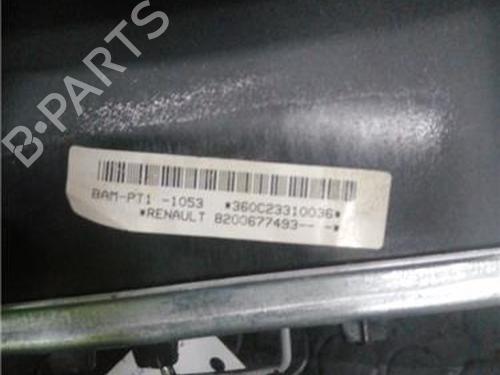 B-PARTS
BAM-PT1 -1053 *360C23310036*
*RENAULT 8200677493-- -*